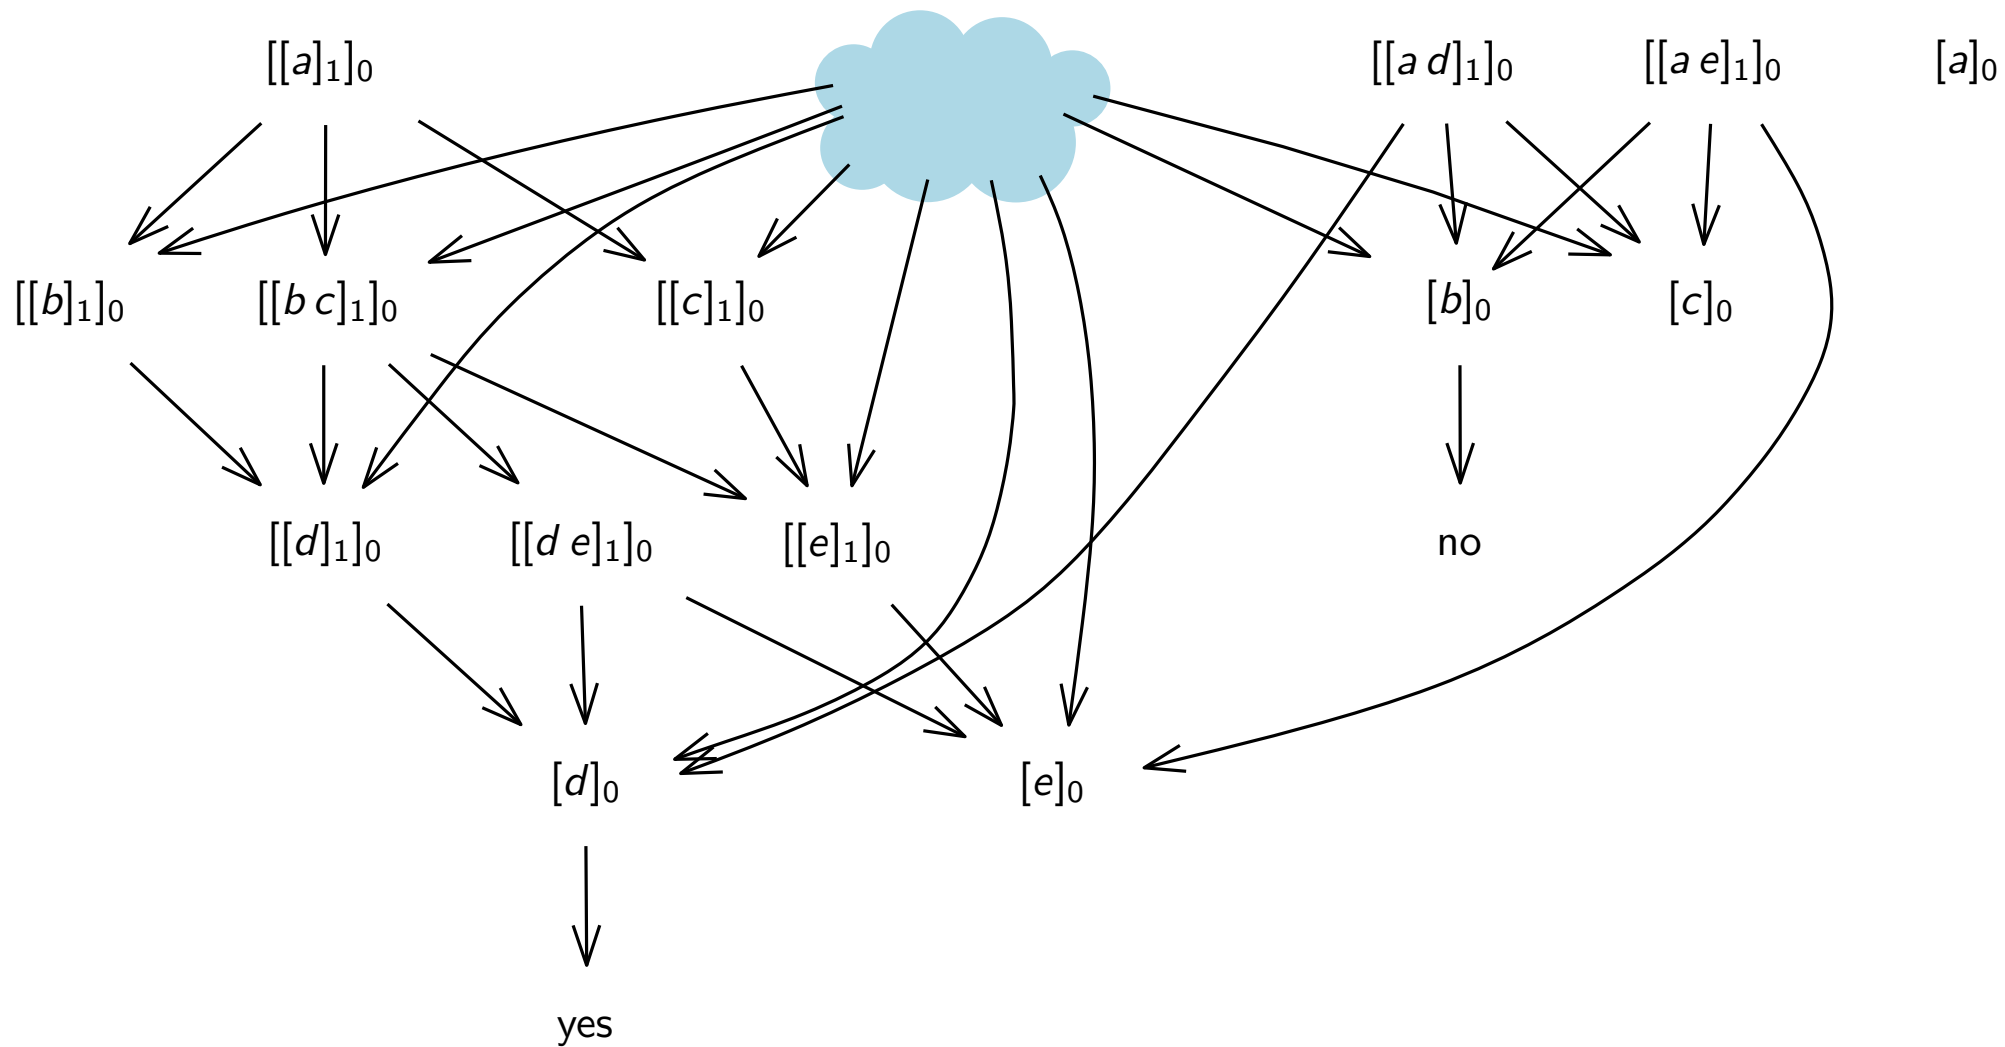 [[a]₁]₀ [[a d]₁]₀ [[a e]₁]₀ [a]₀
[[b]₁]₀ [[b c]₁]₀ [[c]₁]₀ [b]₀ [c]₀
[[d]₁]₀ [[d e]₁]₀ [[e]₁]₀ no
[d]₀ [e]₀
yes